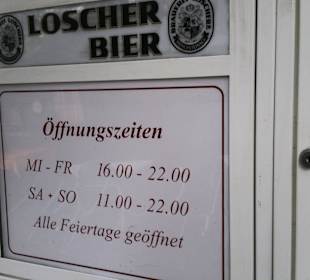 LOSCHER
BIER
Öffnungszeiten
MI - FR 16.00 - 22.00
SA + SO 11.00 - 22.00
Alle Feiertage geöffnet